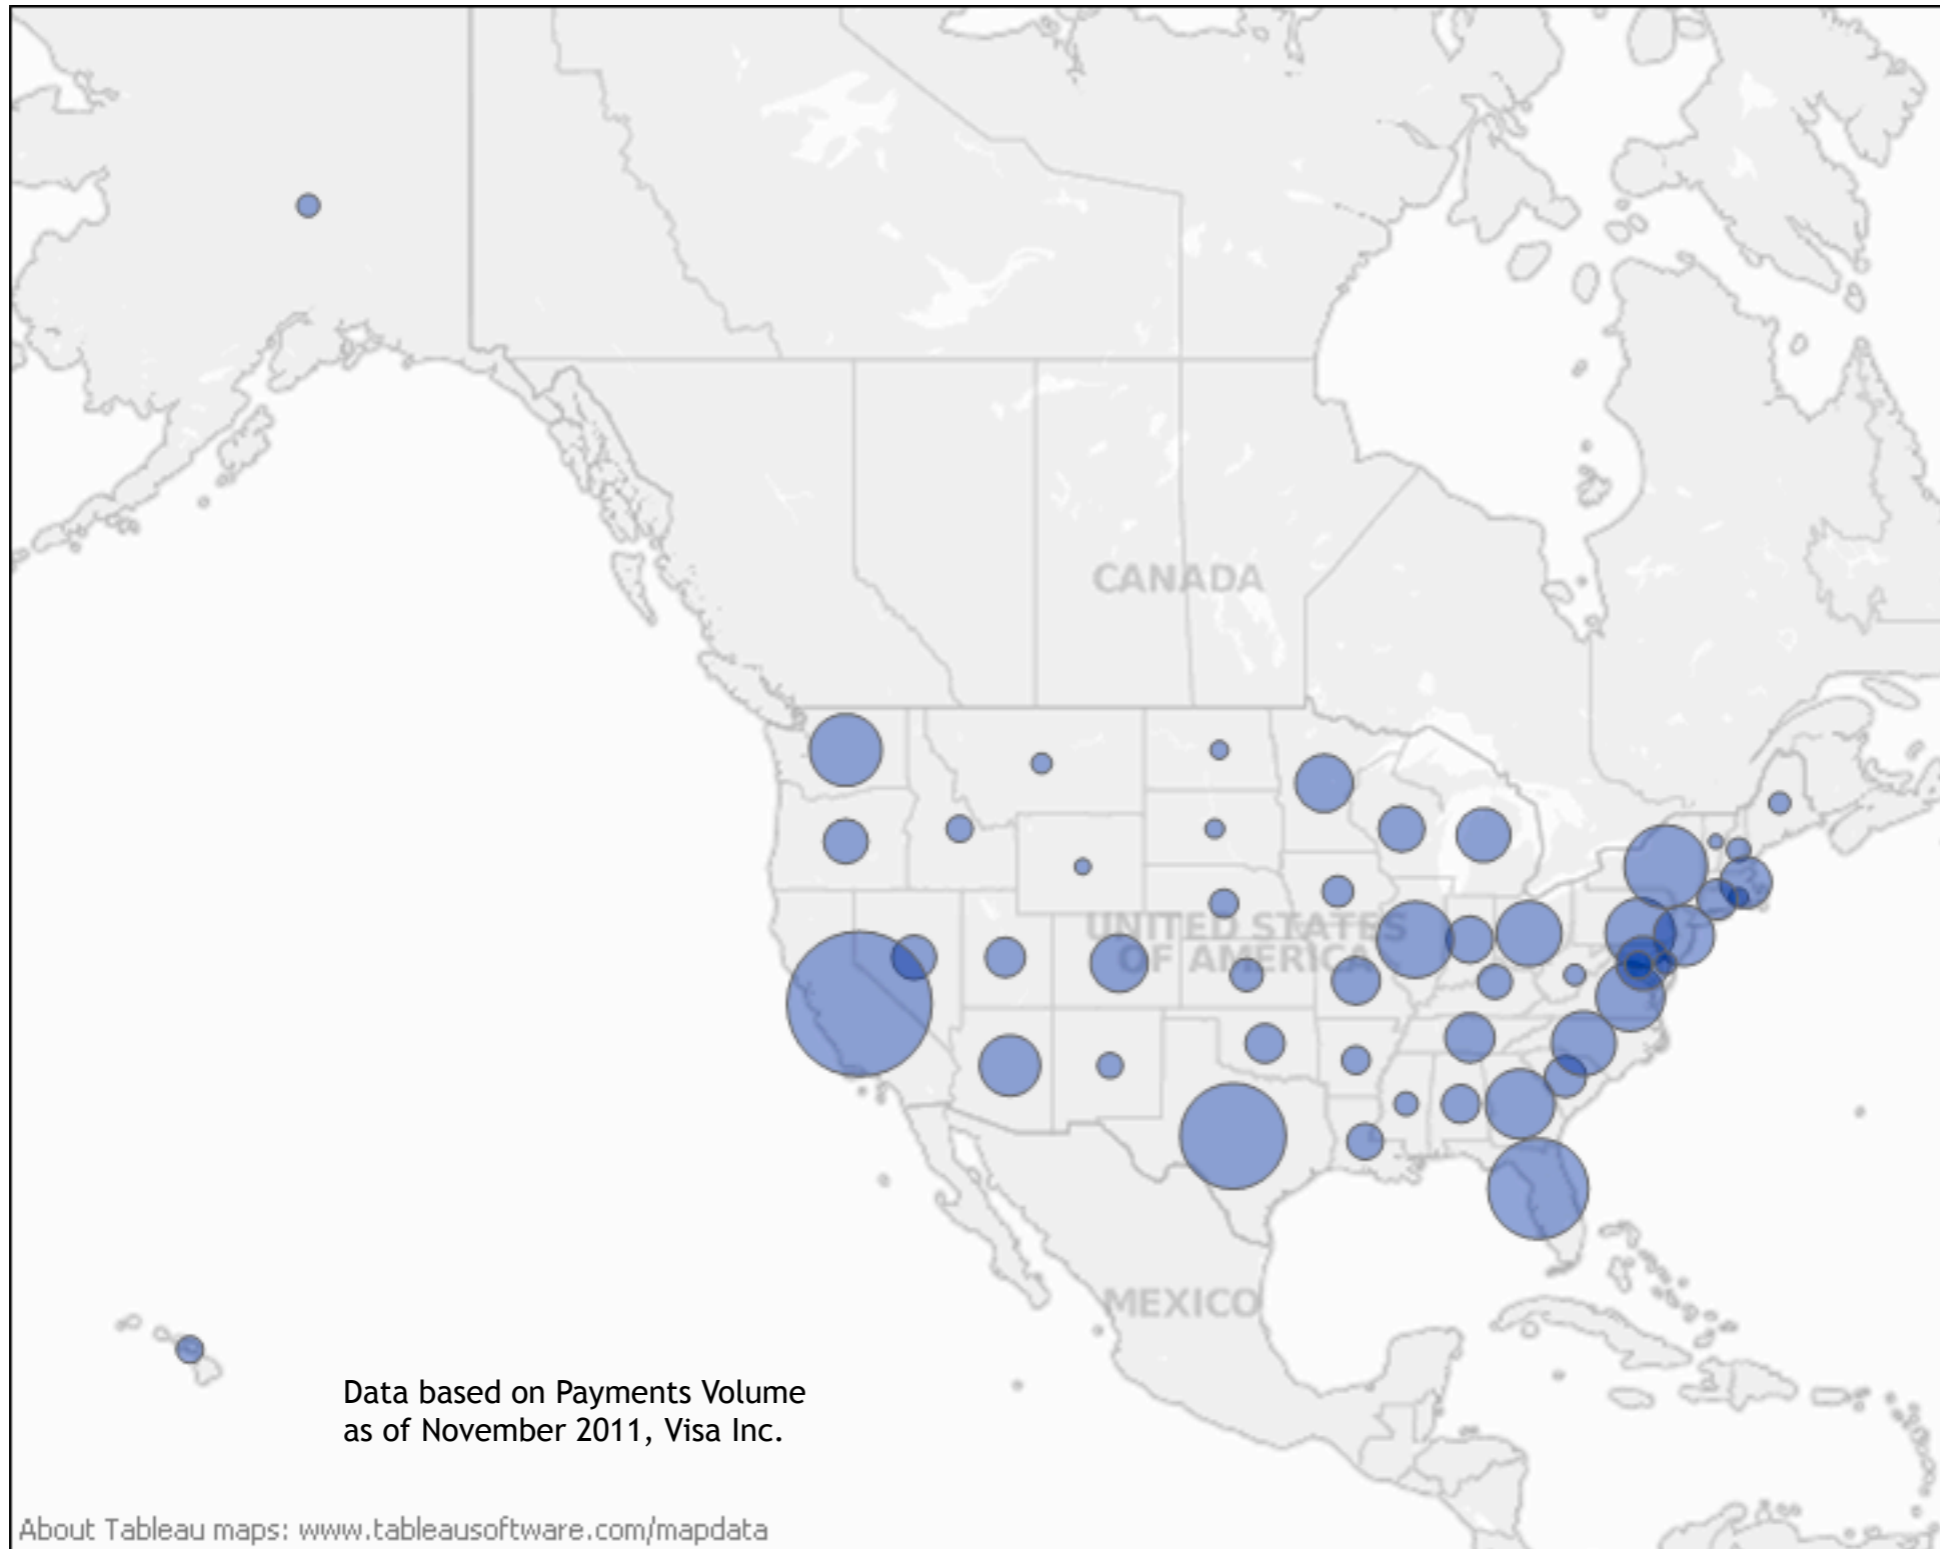 CANADA
UNITED STATES
OF AMERICA
MEXICO
Data based on Payments Volume
as of November 2011, Visa Inc.
About Tableau maps: www.tableausoftware.com/mapdata